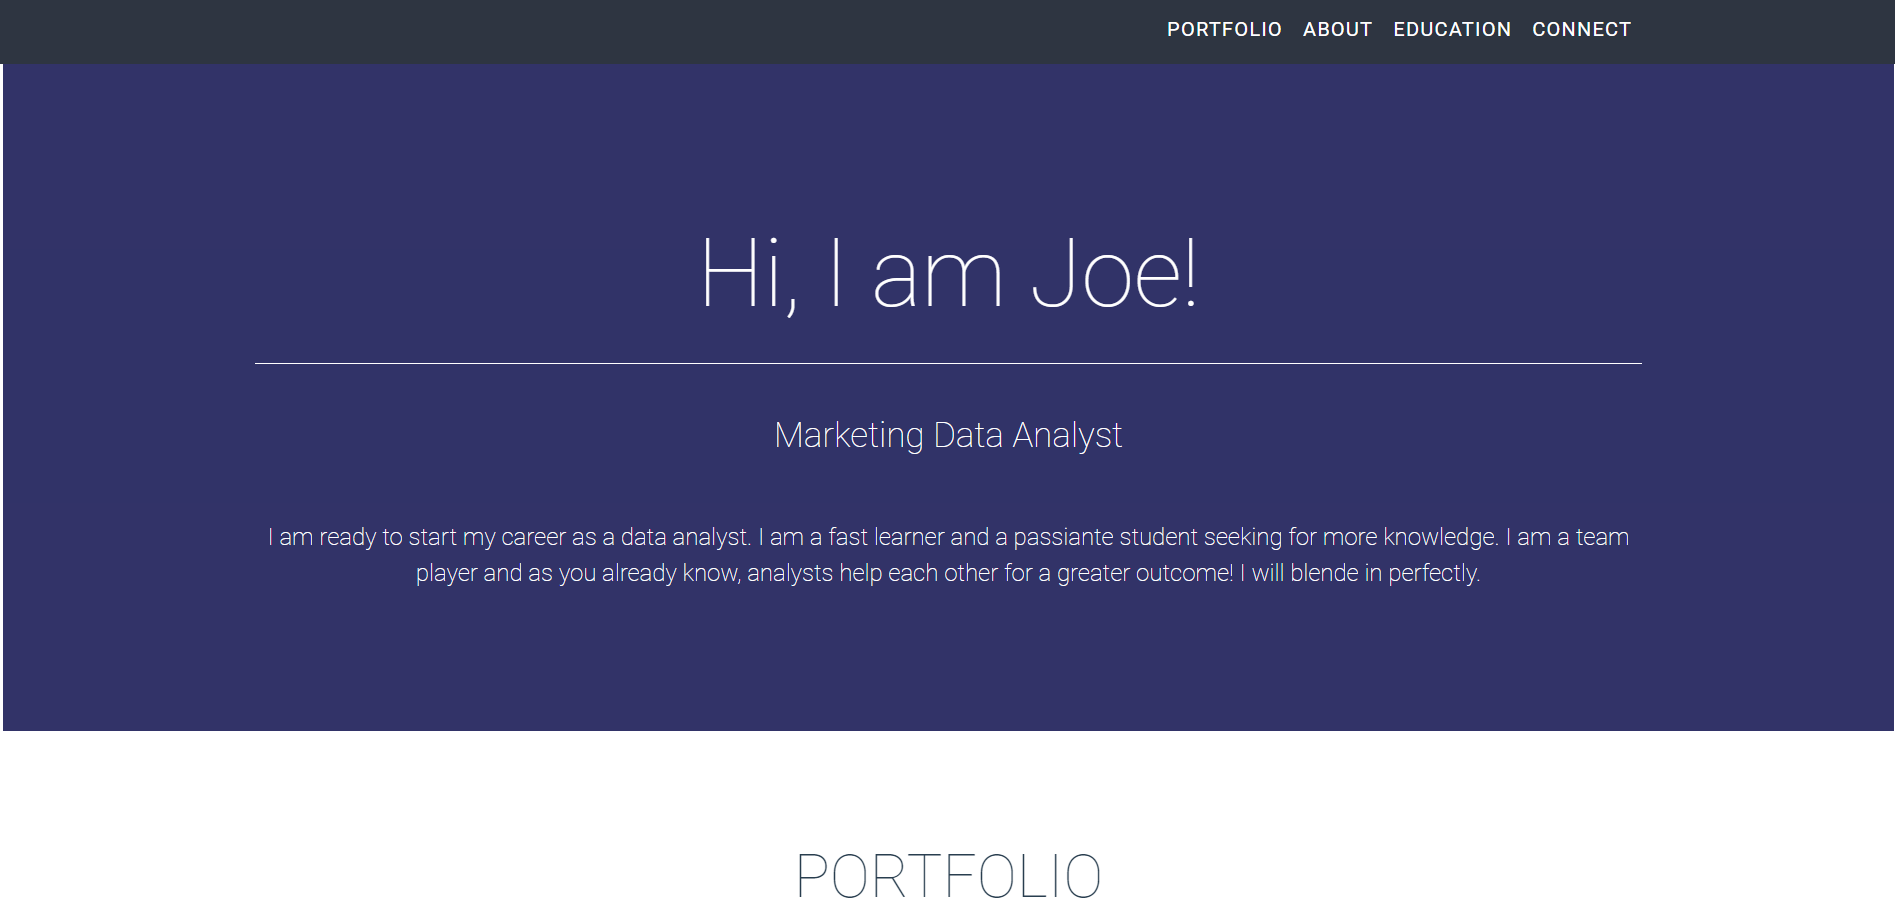 PORTFOLIO ABOUT EDUCATION CONNECT
Hi, I am Joe!
Marketing Data Analyst
I am ready to start my career as a data analyst. I am a fast learner and a passiante student seeking for more knowledge. I am a team
player and as you already know, analysts help each other for a greater outcome! I will blende in perfectly.
PORTFOLIO